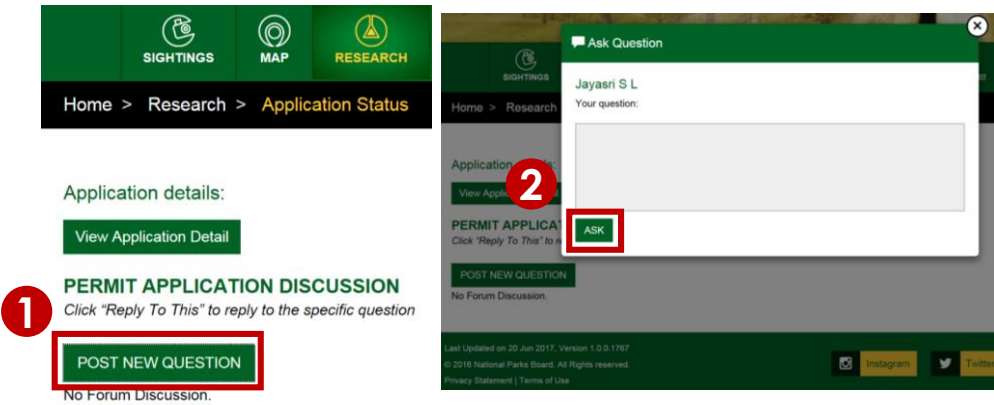 SIGHTINGS MAP RESEARCH
Home > Research > Application Status
Application details:
View Application Detail
PERMIT APPLICATION DISCUSSION
Click "Reply To This" to reply to the specific question
1
POST NEW QUESTION
No Forum Discussion.
SIGHTINGS
Home > Research
Ask Question
X
Jayasri S L
Your question:
2
ASK
Application
View Appli
PERMIT APPLICA
Click "Reply To This" to
POST NEW QUESTION
No Forum Discussion.
Last Updated on 20 Jun 2017, Version 1.0.0.1767
© 2016 National Parks Board. All Rights reserved.
Privacy Statement | Terms of Use
Instagram
Twitter